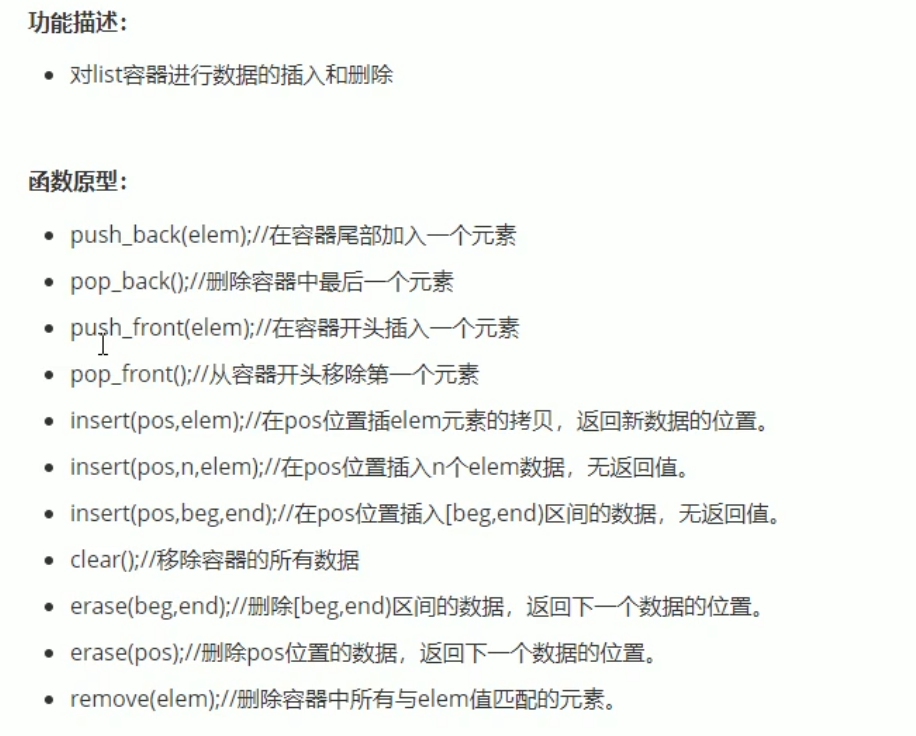 功能描述：
对list容器进行数据的插入和删除
函数原型：
push_back(elem);//在容器尾部加入一个元素
pop_back();//删除容器中最后一个元素
push_front(elem);//在容器开头插入一个元素
pop_front();//从容器开头移除第一个元素
insert(pos,elem);//在pos位置插elem元素的拷贝，返回新数据的位置。
insert(pos,n,elem);//在pos位置插入n个elem数据，无返回值。
insert(pos,beg,end);//在pos位置插入[beg,end)区间的数据，无返回值。
clear();//移除容器的所有数据
erase(beg,end);//删除[beg,end)区间的数据，返回下一个数据的位置。
erase(pos);//删除pos位置的数据，返回下一个数据的位置。
remove(elem);//删除容器中所有与elem值匹配的元素。